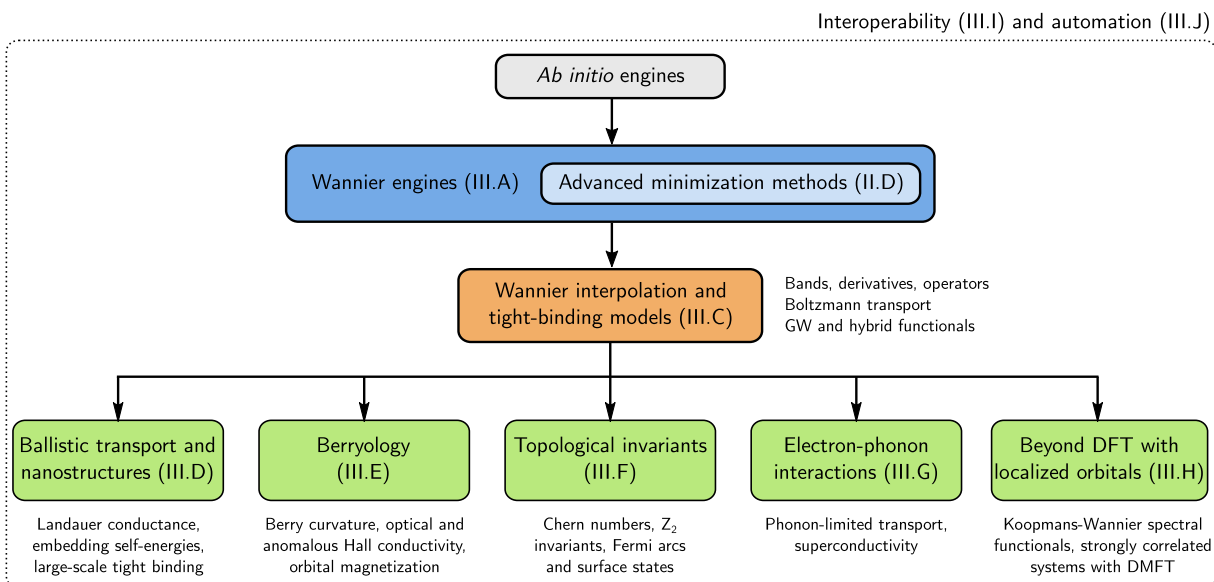 Interoperability (III.I) and automation (III.J)
Ab initio engines
Wannier engines (III.A)
Advanced minimization methods (II.D)
Wannier interpolation and
tight-binding models (III.C)
Bands, derivatives, operators
Boltzmann transport
GW and hybrid functionals
Ballistic transport and
nanostructures (III.D)
Landauer conductance,
embedding self-energies,
large-scale tight binding
Berryology
(III.E)
Berry curvature, optical and
anomalous Hall conductivity,
orbital magnetization
Topological invariants
(III.F)
Chern numbers, Z₂
invariants, Fermi arcs
and surface states
Electron-phonon
interactions (III.G)
Phonon-limited transport,
superconductivity
Beyond DFT with
localized orbitals (III.H)
Koopmans-Wannier spectral
functionals, strongly correlated
systems with DMFT